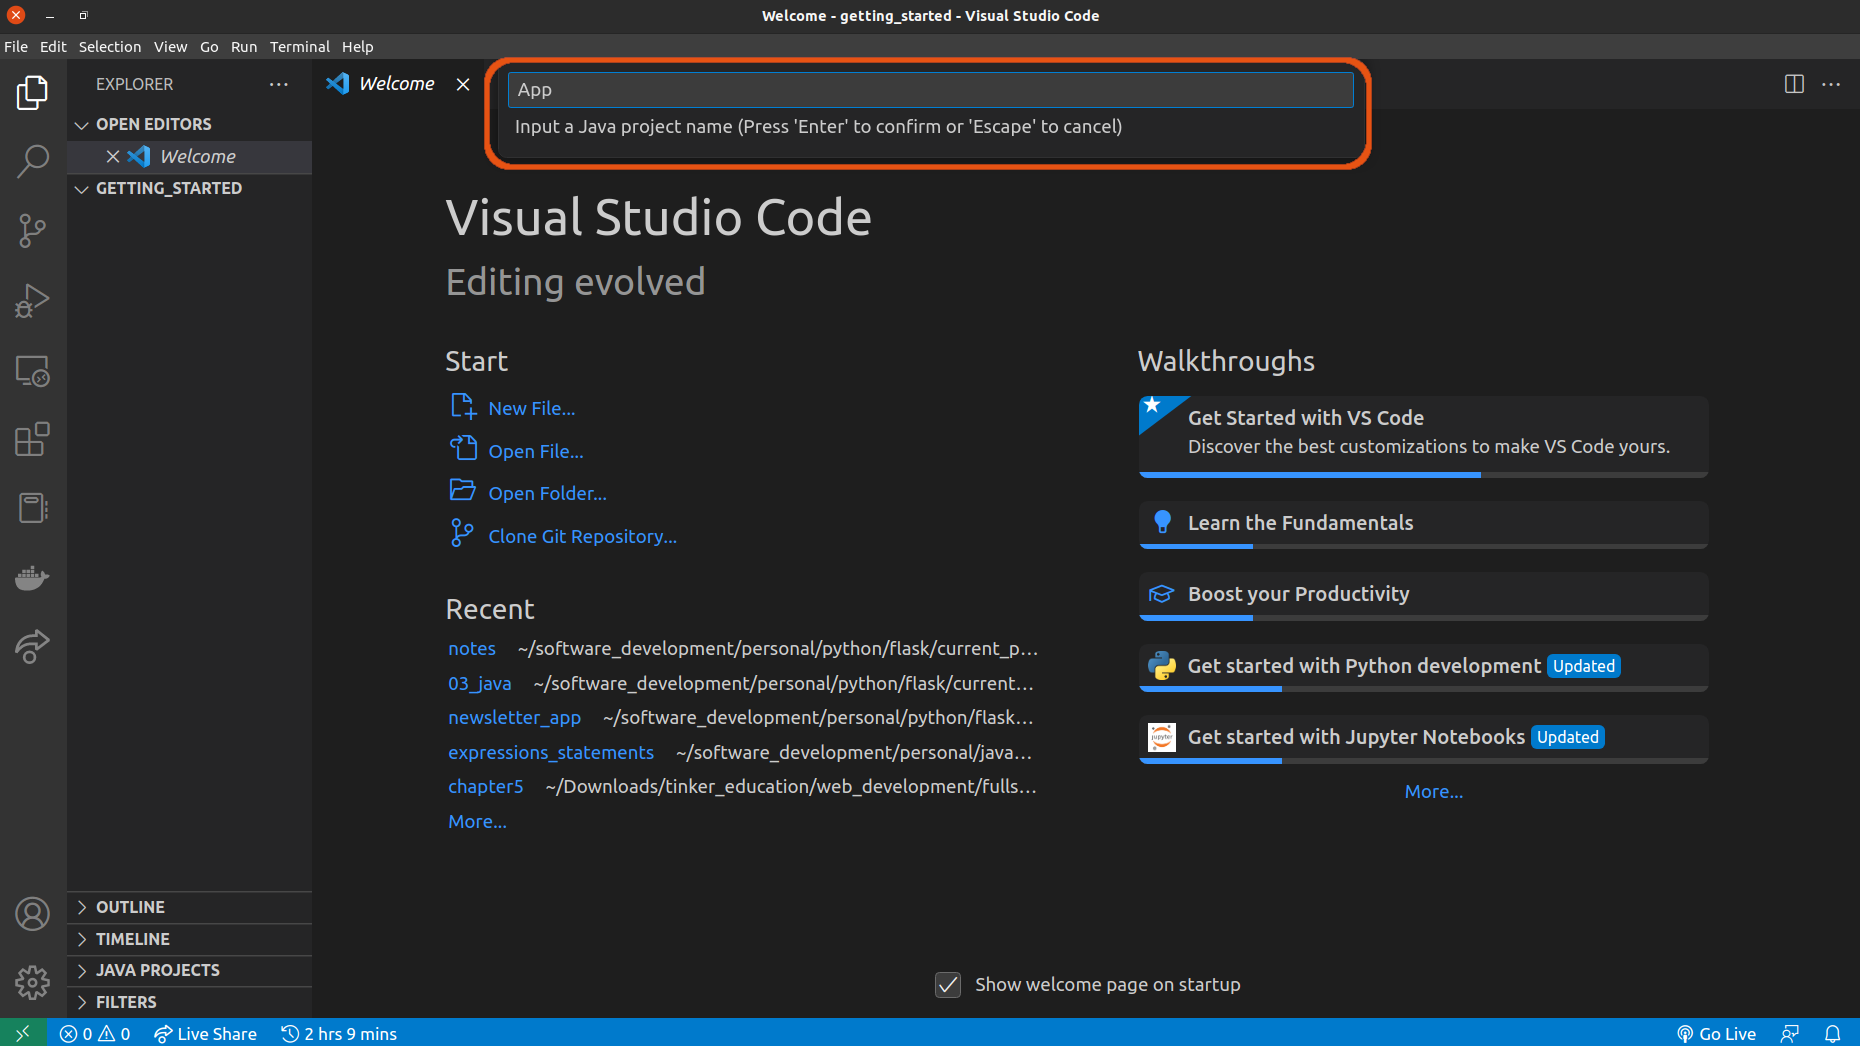 Welcome - getting_started - Visual Studio Code
File Edit Selection View Go Run Terminal Help
EXPLORER
Welcome
App
Input a Java project name (Press 'Enter' to confirm or 'Escape' to cancel)
OPEN EDITORS
Welcome
GETTING_STARTED
Visual Studio Code
Editing evolved
Start
New File...
Open File...
Open Folder...
Clone Git Repository...
Recent
notes ~/software_development/personal/python/flask/current_p...
03_java ~/software_development/personal/python/flask/current...
newsletter_app ~/software_development/personal/python/flask...
expressions_statements ~/software_development/personal/java...
chapter5 ~/Downloads/tinker_education/web_development/fulls...
More...
Walkthroughs
Get Started with VS Code
Discover the best customizations to make VS Code yours.
Learn the Fundamentals
Boost your Productivity
Get started with Python development Updated
jupyter
Get started with Jupyter Notebooks Updated
More...
OUTLINE
TIMELINE
JAVA PROJECTS
FILTERS
Show welcome page on startup
0 0 Live Share 2 hrs 9 mins Go Live